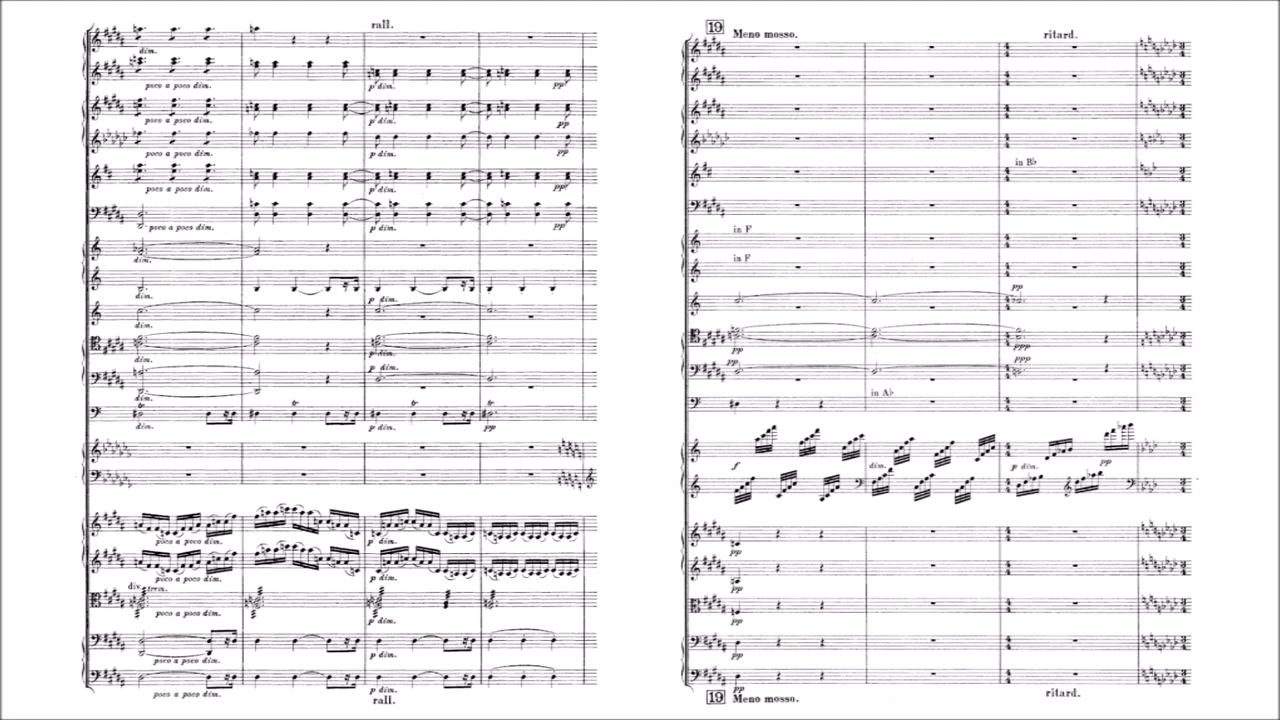 rall.
dim.
poco a poco dim.
p dim.
pp
poco a poco dim.
p dim.
pp
poco a poco dim.
p dim.
pp
poco a poco dim.
p dim.
pp
poco a poco dim.
p dim.
pp
dim.
dim.
p dim.
dim.
p dim.
dim.
p dim.
dim.
dim.
p dim.
pp
poco a poco dim.
p dim.
poco a poco dim.
p dim.
div.
trem.
poco a poco dim.
p dim.
poco a poco dim.
p dim.
poco a poco dim.
p dim.
rall.
19 Meno mosso.
ritard.
in B♭
in F
in F
pp
pp
ppp
pp
ppp
in A♭
f
dim.
p dim.
pp
pp
pp
pp
pp
pp
19 Meno mosso.
ritard.